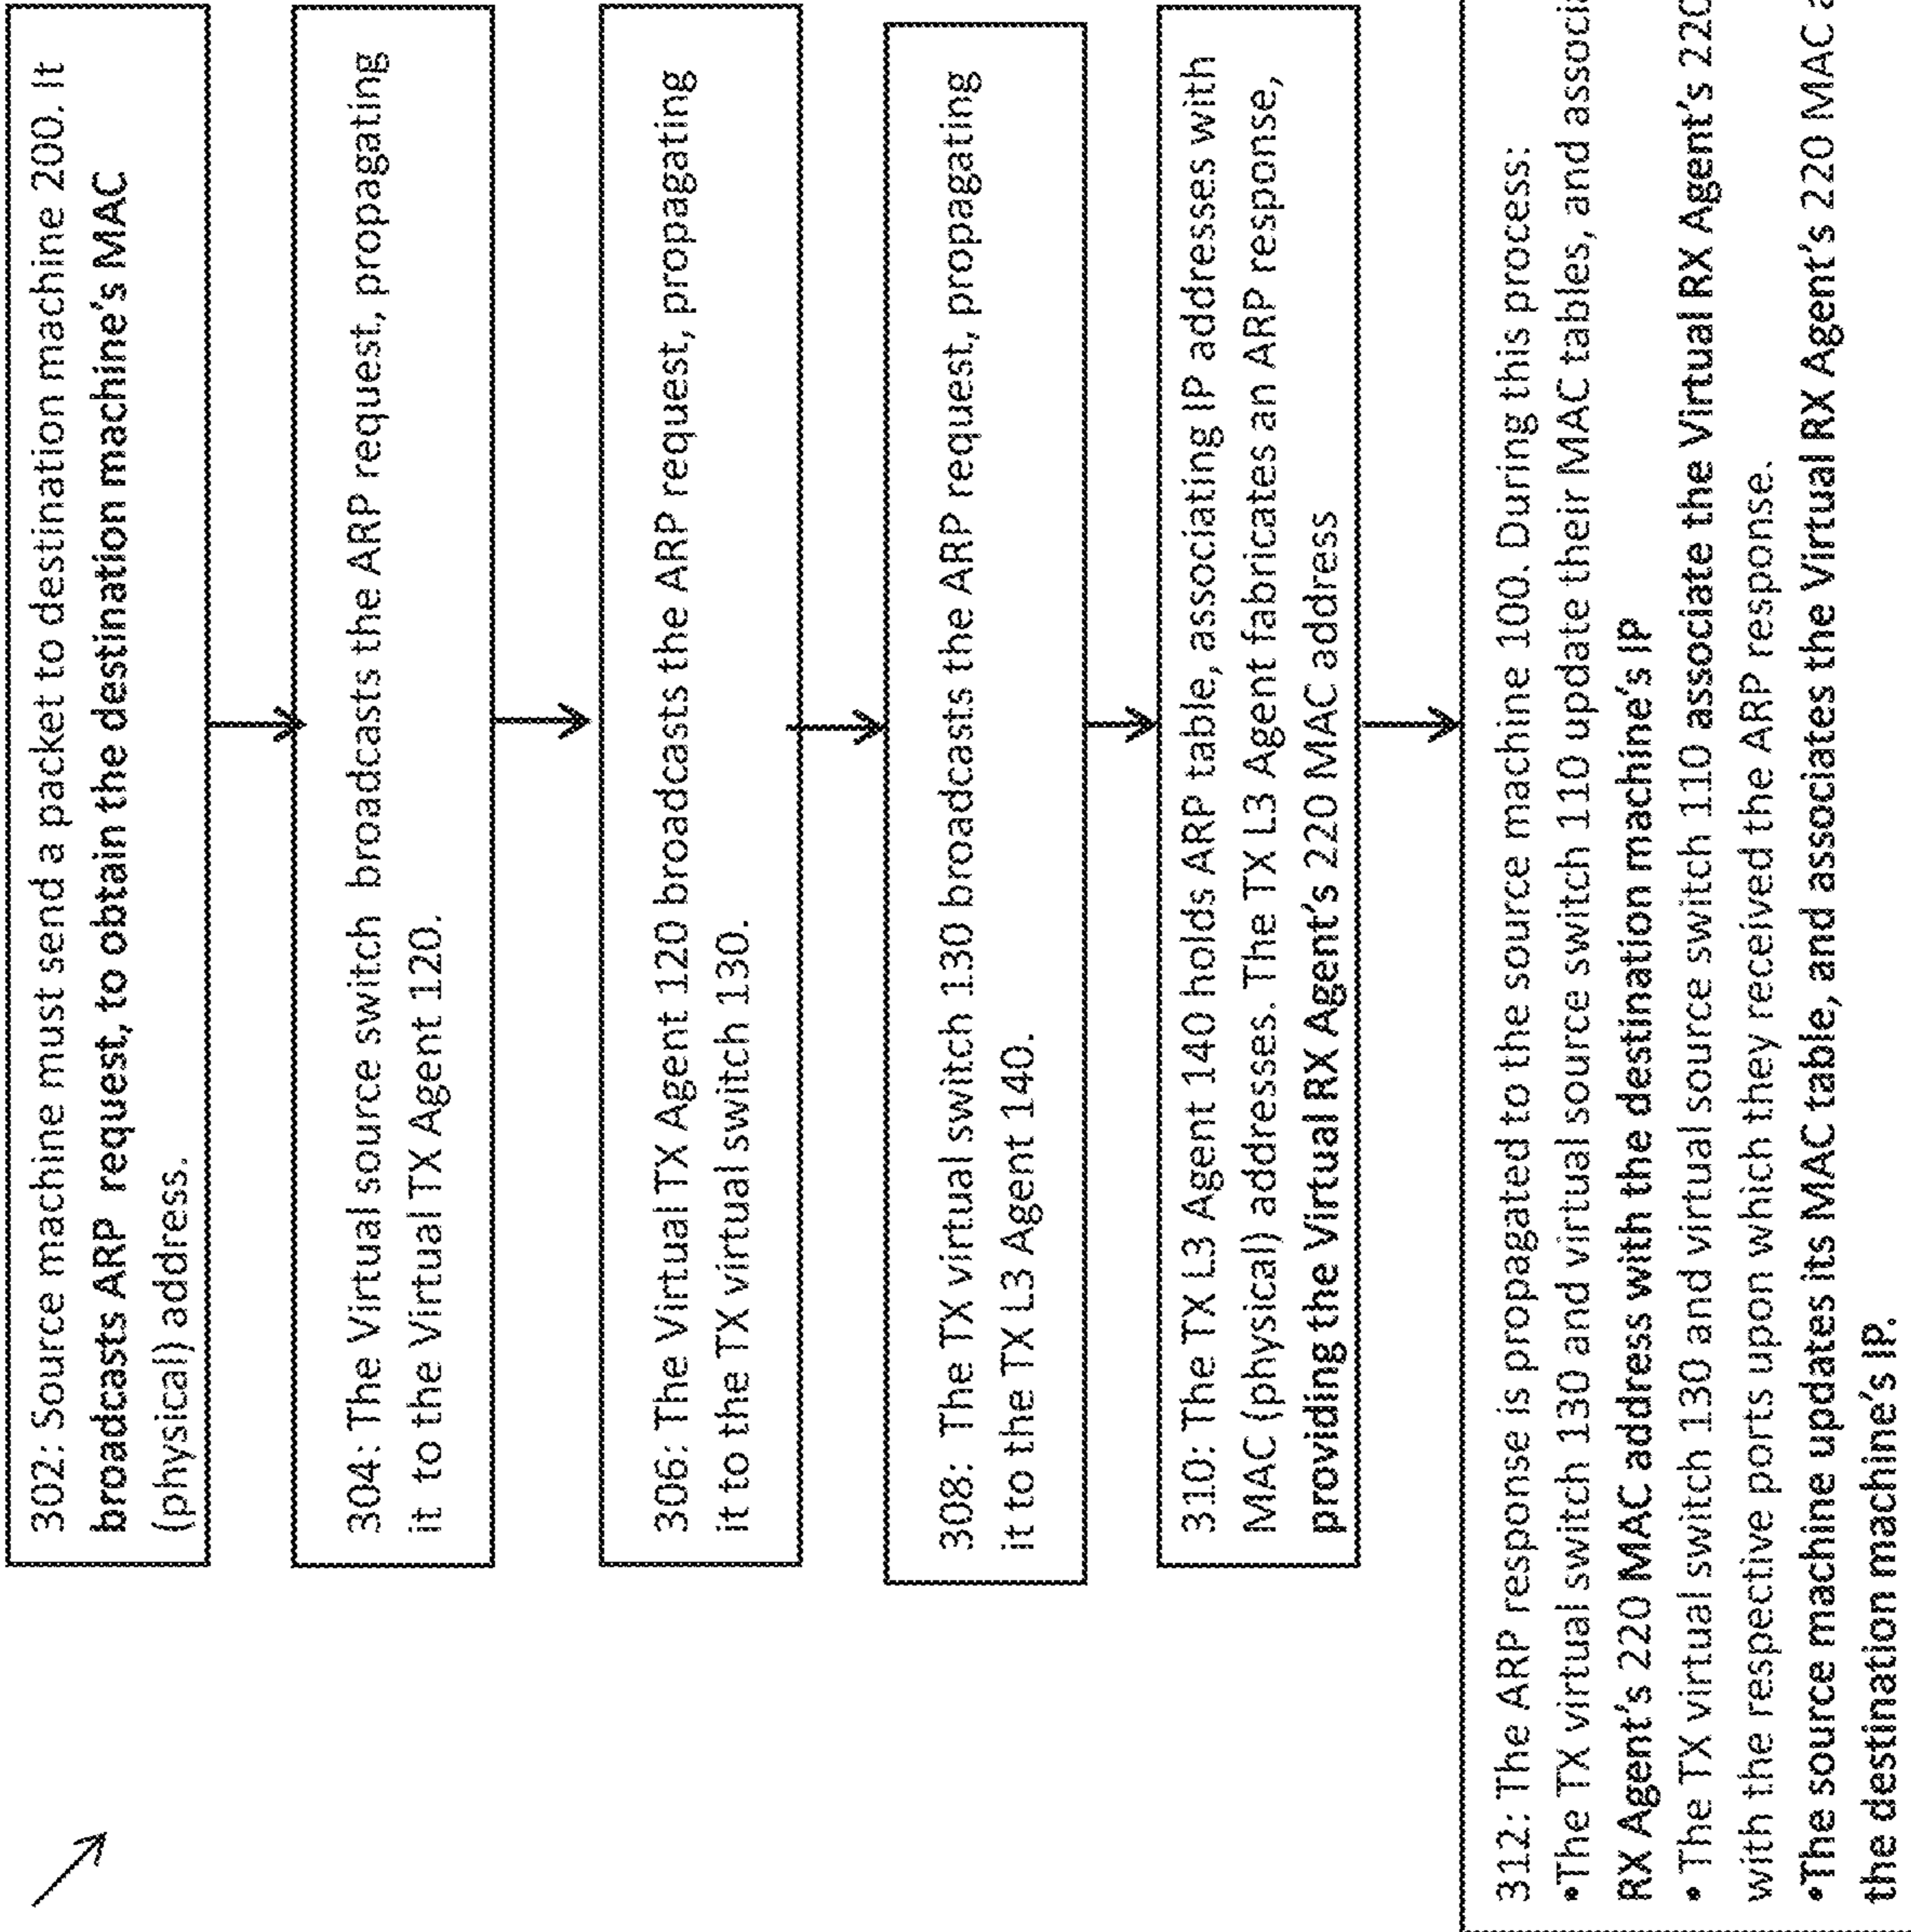 302: Source machine must send a packet to destination machine 200. It
broadcasts ARP request, to obtain the destination machine's MAC
(physical) address.
304: The Virtual source switch broadcasts the ARP request, propagating
it to the Virtual TX Agent 120.
306: The Virtual TX Agent 120 broadcasts the ARP request, propagating
it to the TX virtual switch 130.
308: The TX virtual switch 130 broadcasts the ARP request, propagating
it to the TX L3 Agent 140.
310: The TX L3 Agent 140 holds ARP table, associating IP addresses with
MAC (physical) addresses. The TX L3 Agent fabricates an ARP response,
providing the Virtual RX Agent's 220 MAC address
312: The ARP response is propagated to the source machine 100. During this process:
•The TX virtual switch 130 and virtual source switch 110 update their MAC tables, and
RX Agent's 220 MAC address with the destination machine's IP
• The TX virtual switch 130 and virtual source switch 110 associate the Virtual RX Agent's
with the respective ports upon which they received the ARP response.
•The source machine updates its MAC table, and associates the Virtual RX Agent's 220 MAC
the destination machine's IP.